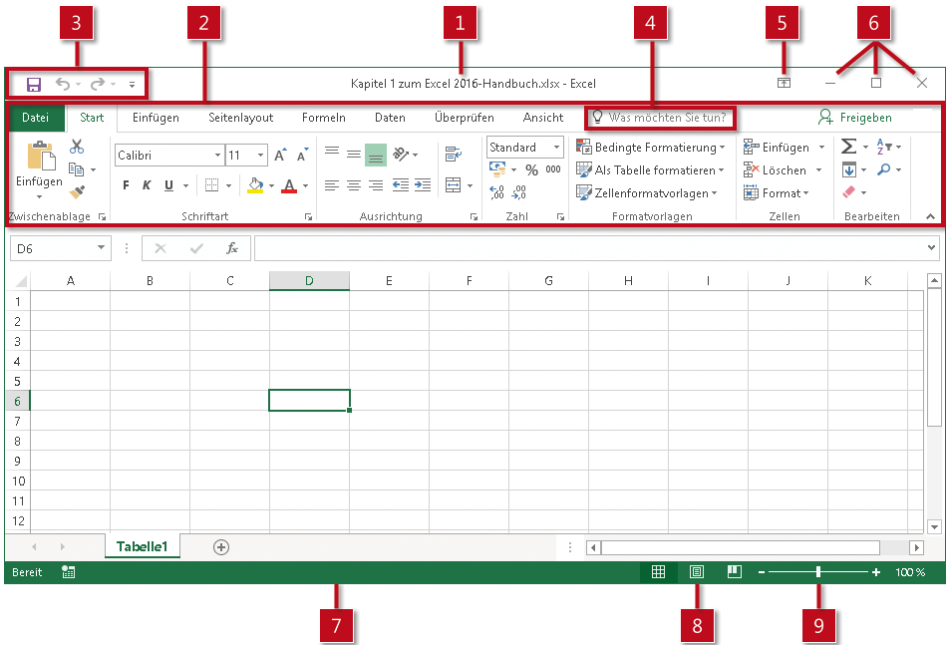 3 2 1 4 5 6
Kapitel 1 zum Excel 2016-Handbuch.xlsx - Excel
Datei Start Einfügen Seitenlayout Formeln Daten Überprüfen Ansicht Was möchten Sie tun? Freigeben
Einfügen
Calibri 11
F K U
A A A
Standard
% 000
,00 ,00
,0
Bedingte Formatierung
Als Tabelle formatieren
Zellenformatvorlagen
Einfügen
Löschen
Format
Σ
Zwischenablage Schriftart Ausrichtung Zahl Formatvorlagen Zellen Bearbeiten
D6 fx
A B C D E F G H I J K
1
2
3
4
5
6
7
8
9
10
11
12
Tabelle1
Bereit 100 %
7 8 9